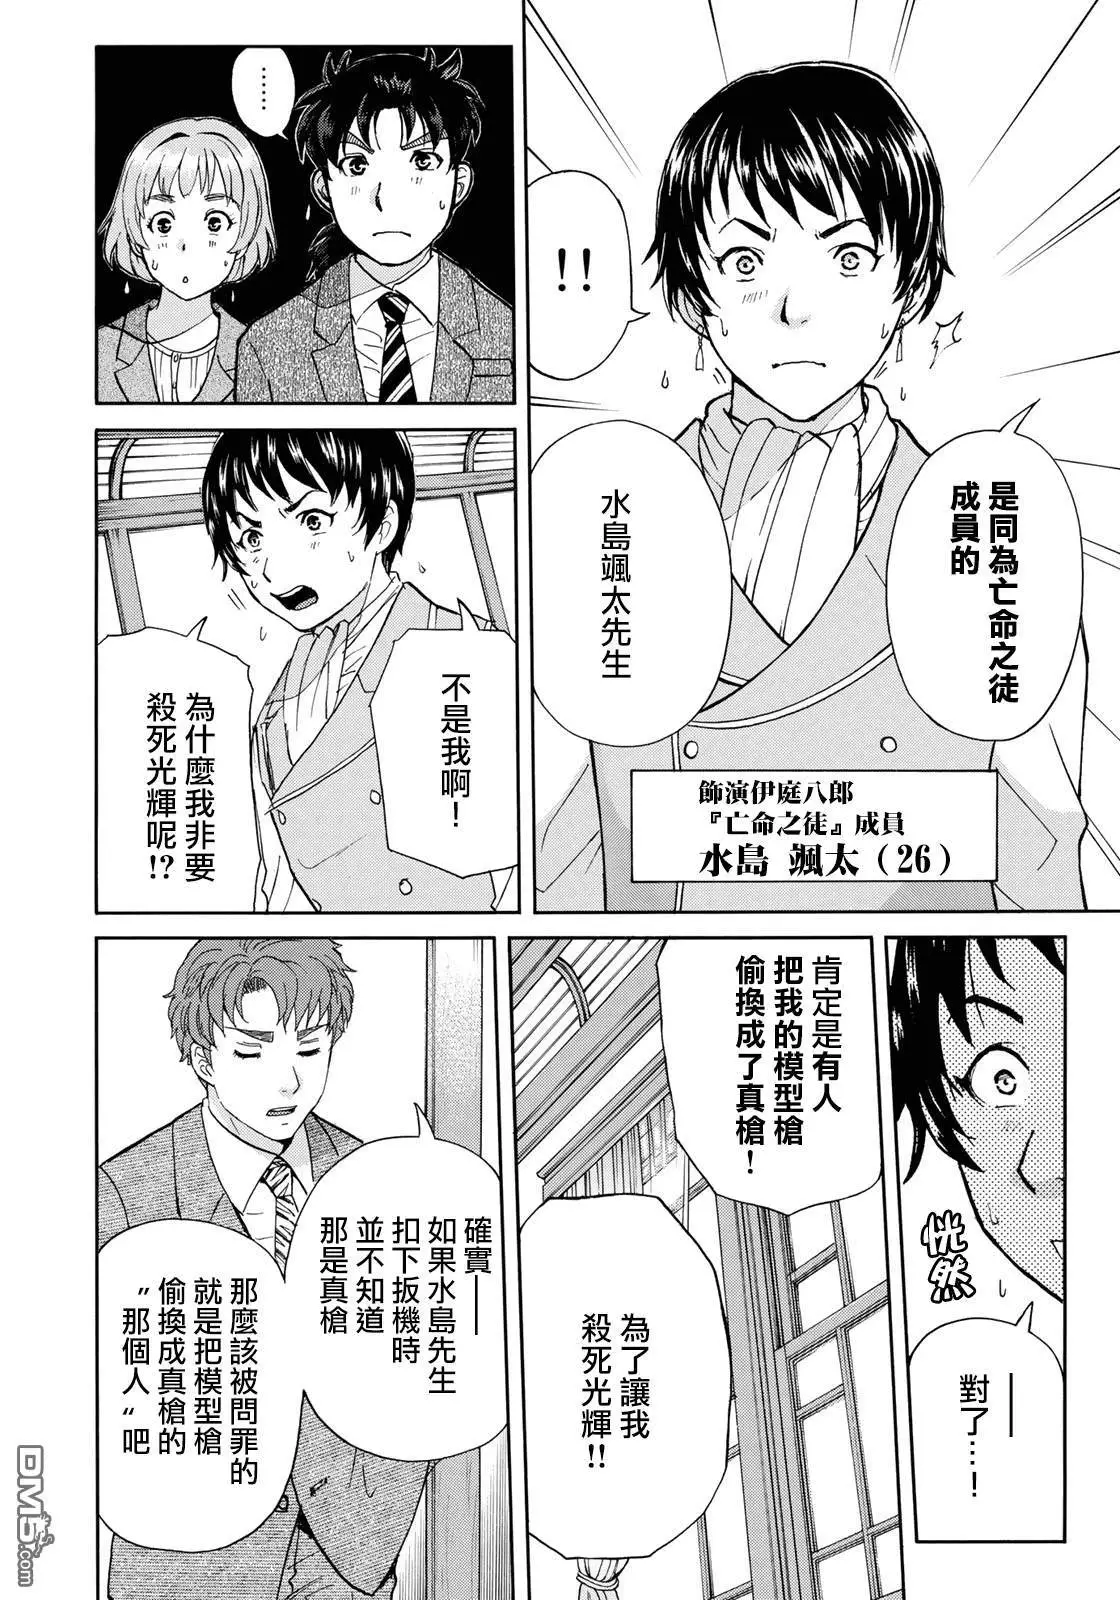 是同為亡命之徒
成員的
水島颯太先生
！！
飾演伊庭八郎
『亡命之徒』成員
水島 颯太（26）
……
不是我啊！
為什麼我非要
殺死光輝呢！？
恍然
對了…！
肯定是有人
把我的模型槍
偷換成了真槍！
為了讓我
殺死光輝！！
確實——
如果水島先生
扣下扳機時
並不知道
那是真槍
那麼該被問罪的
就是把模型槍
偷換成真槍的
“那個人”吧
DM5.com